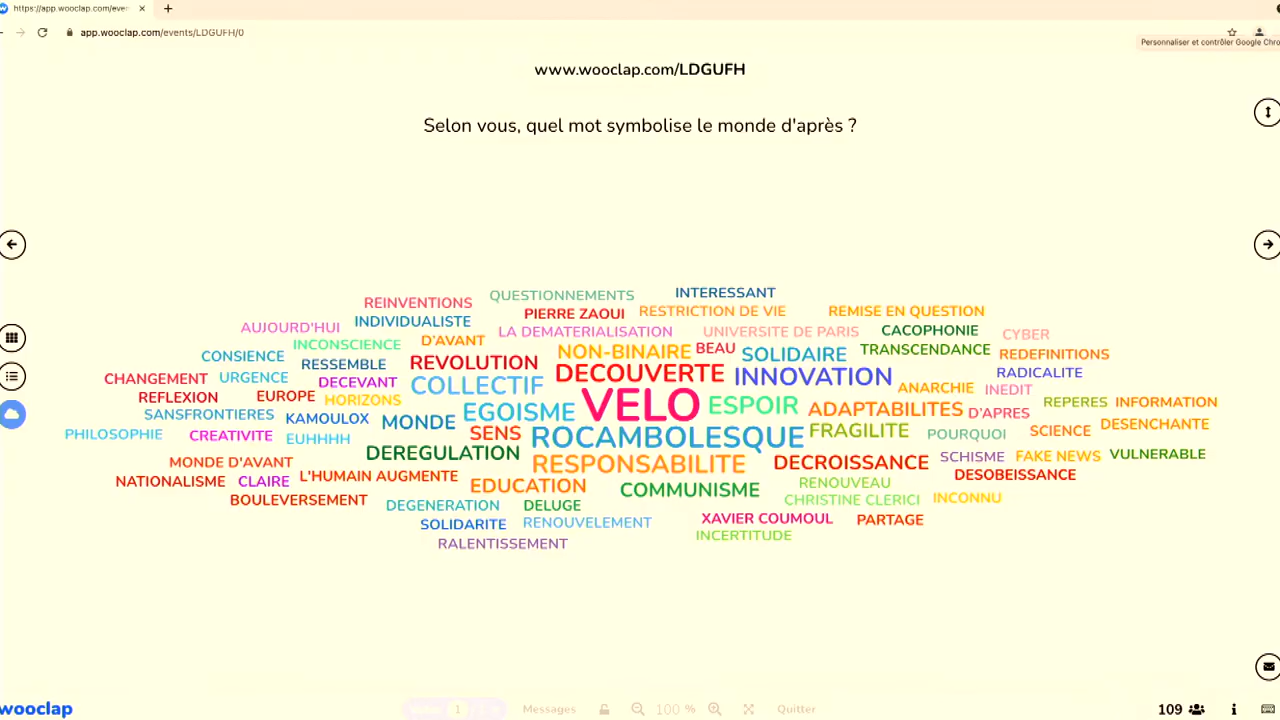 https://app.wooclap.com/even
app.wooclap.com/events/LDGUFH/0
Personnaliser et contrôler Google Chro
www.wooclap.com/LDGUFH
Selon vous, quel mot symbolise le monde d'après ?
QUESTIONNEMENTS INTERESSANT
REINVENTIONS PIERRE ZAOUI RESTRICTION DE VIE REMISE EN QUESTION
AUJOURD'HUI INDIVIDUALISTE LA DEMATERIALISATION UNIVERSITE DE PARIS CACOPHONIE CYBER
INCONSCIENCE D'AVANT NON-BINAIRE BEAU SOLIDAIRE TRANSCENDANCE REDEFINITIONS
CONSIENCE RESSEMBLE REVOLUTION DECOUVERTE INNOVATION RADICALITE
CHANGEMENT URGENCE DECEVANT COLLECTIF ANARCHIE INEDIT
REFLEXION EUROPE HORIZONS EGOISME VELO ESPOIR ADAPTABILITES D'APRES REPERES INFORMATION
SANSFRONTIERES KAMOULOX MONDE FRAGILITE DESENCHANTE
PHILOSOPHIE CREATIVITE EUHHHH SENS ROCAMBOLESQUE POURQUOI SCIENCE
DEREGULATION SCHISME FAKE NEWS VULNERABLE
MONDE D'AVANT RESPONSABILITE DECROISSANCE
NATIONALISME CLAIRE L'HUMAIN AUGMENTE EDUCATION COMMUNISME RENOUVEAU DESOBEISSANCE
BOULEVERSEMENT DEGENERATION DELUGE CHRISTINE CLERICI INCONNU
SOLIDARITE RENOUVELEMENT XAVIER COUMOUL PARTAGE
RALENTISSEMENT INCERTITUDE
wooclap 1 Messages 100 % Quitter 109